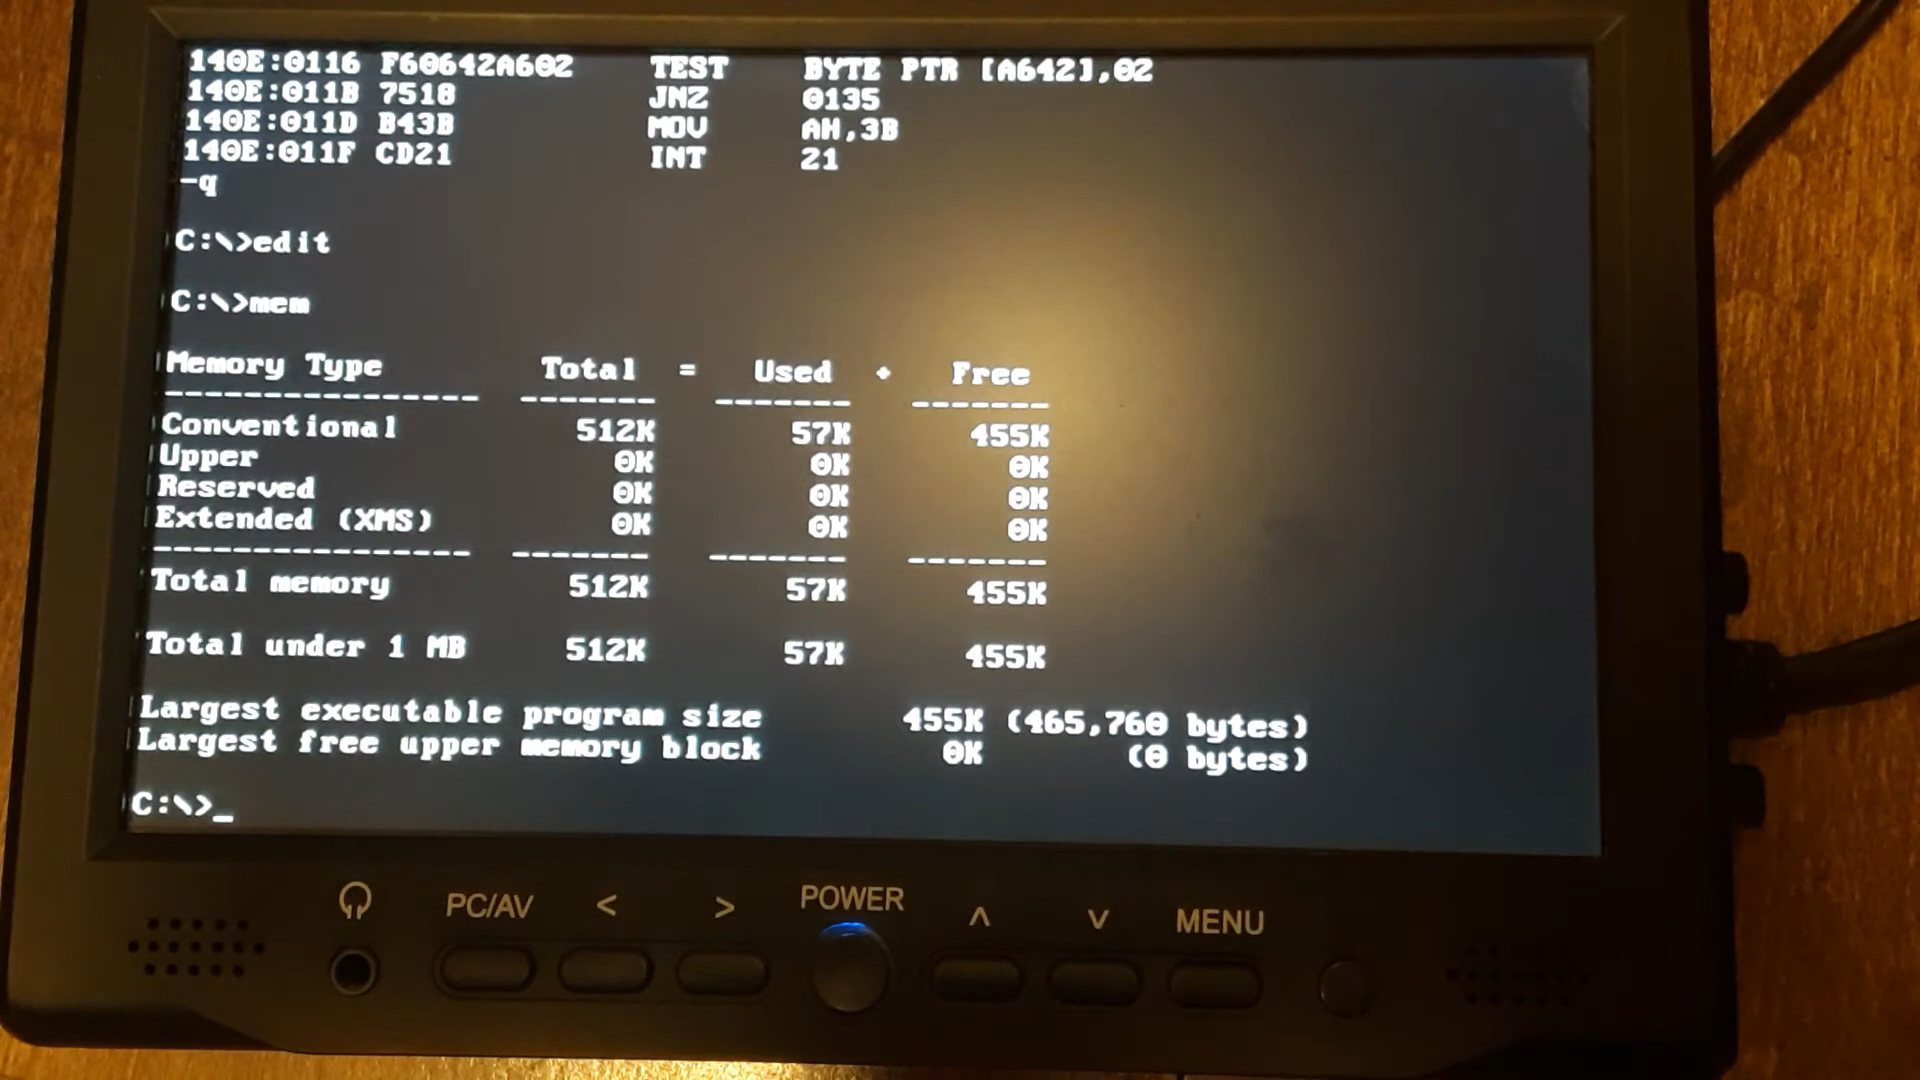 140E:0116 F60642A602 TEST BYTE PTR [A642],02
140E:011B 7518 JNZ 0135
140E:011D B43B MOV AH,3B
140E:011F CD21 INT 21
-q
C:\>edit
C:\>mem
Memory Type Total = Used + Free
---------------- ------- ------- -------
Conventional 512K 57K 455K
Upper 0K 0K 0K
Reserved 0K 0K 0K
Extended (XMS) 0K 0K 0K
---------------- ------- ------- -------
Total memory 512K 57K 455K
Total under 1 MB 512K 57K 455K
Largest executable program size 455K (465,760 bytes)
Largest free upper memory block 0K (0 bytes)
C:\>_
PC/AV < > POWER ˄ ˅ MENU